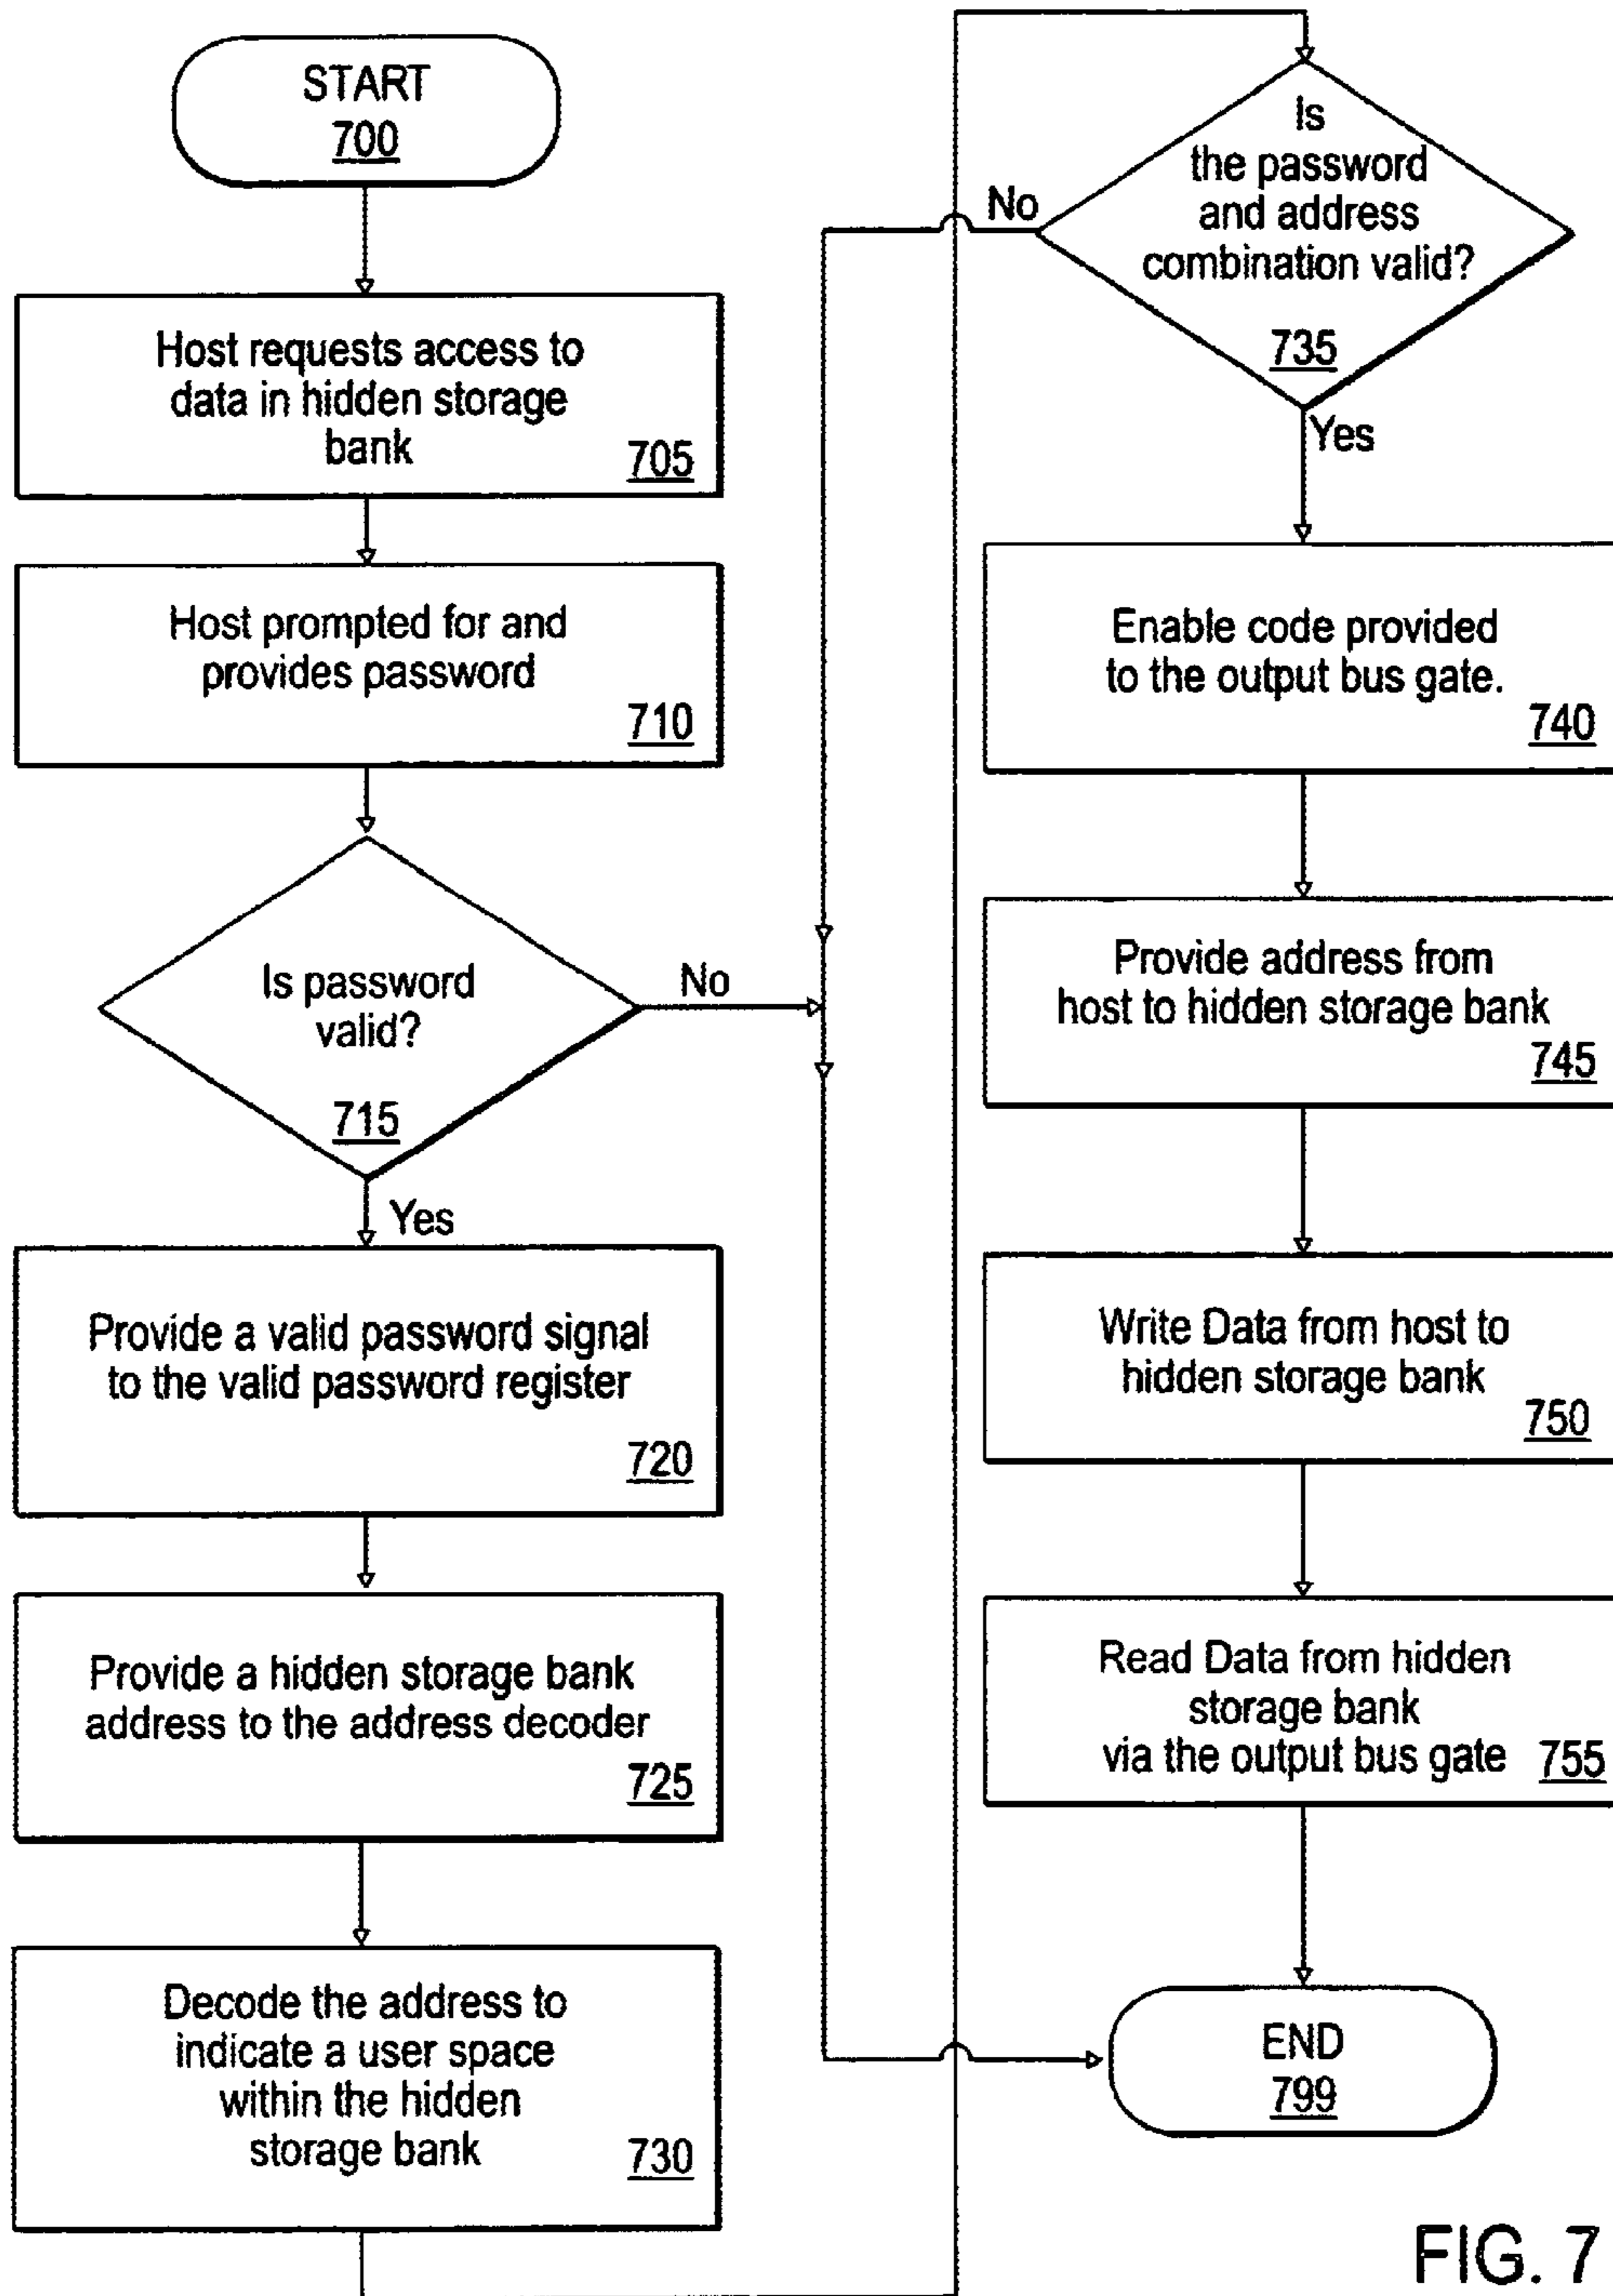 START
700
Host requests access to
data in hidden storage
bank
705
Host prompted for and
provides password
710
Is password
valid?
715
No
Yes
Provide a valid password signal
to the valid password register
720
Provide a hidden storage bank
address to the address decoder
725
Decode the address to
indicate a user space
within the hidden
storage bank
730
Is
the password
and address
combination valid?
735
No
Yes
Enable code provided
to the output bus gate.
740
Provide address from
host to hidden storage bank
745
Write Data from host to
hidden storage bank
750
Read Data from hidden
storage bank
via the output bus gate
755
END
799
FIG. 7